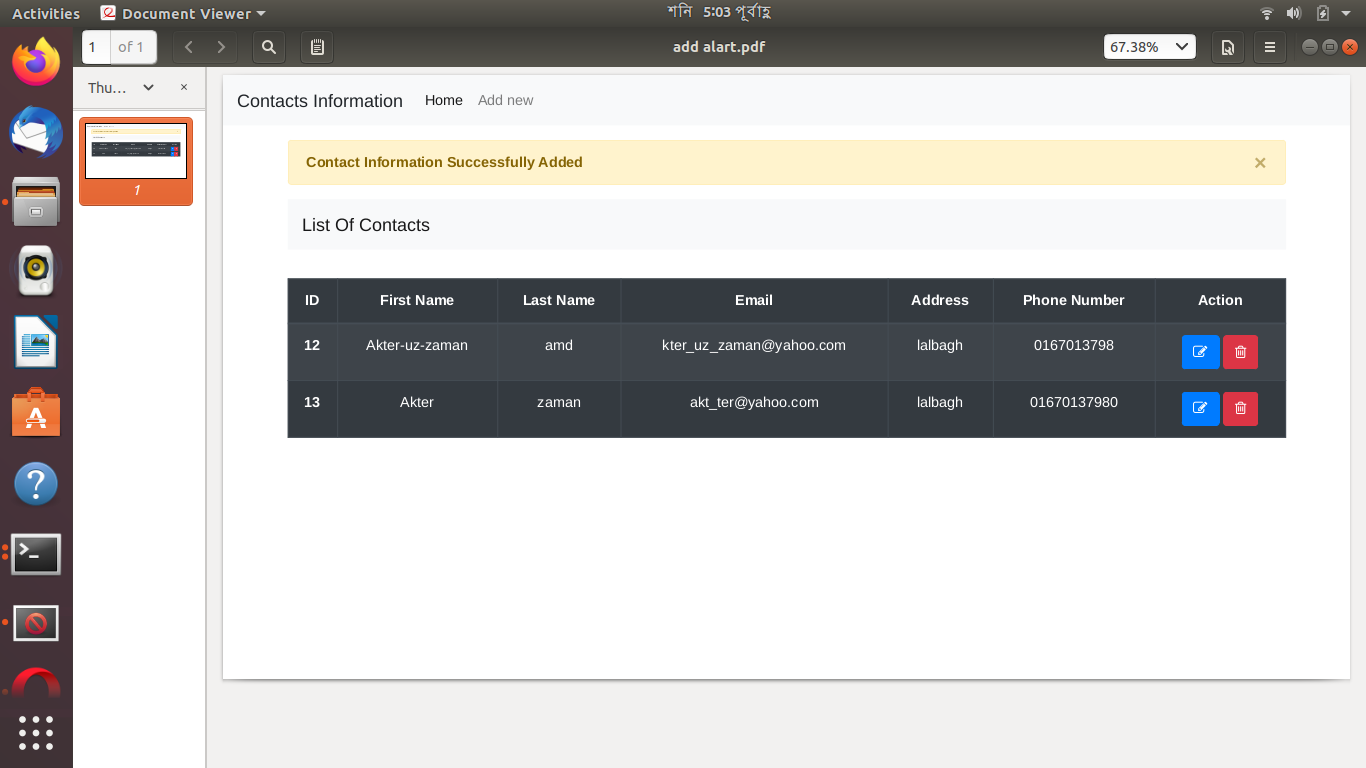 Activities Document Viewer শনি 5:03 পূর্বাহ্ণ
1 of 1 add alart.pdf 67.38%
Thu... ×
1
Contacts Information Home Add new
Contact Information Successfully Added ×
List Of Contacts
ID First Name Last Name Email Address Phone Number Action
12 Akter-uz-zaman amd kter_uz_zaman@yahoo.com lalbagh 0167013798
13 Akter zaman akt_ter@yahoo.com lalbagh 01670137980